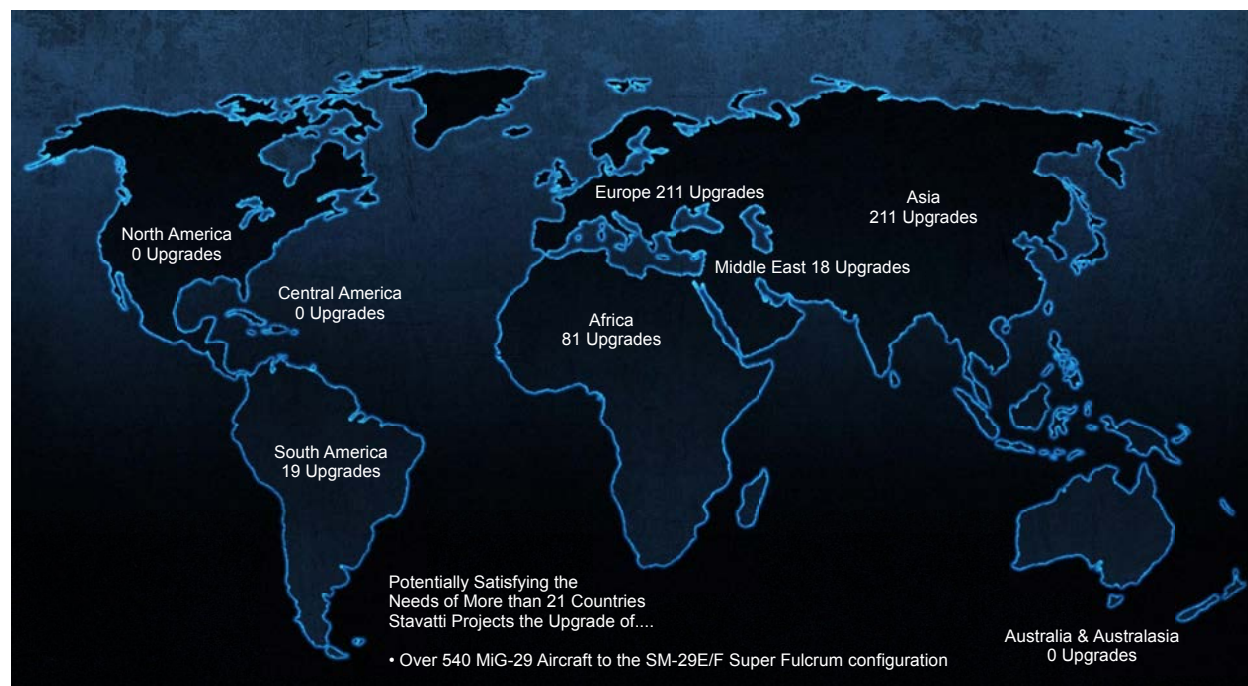 Europe 211 Upgrades
Asia
211 Upgrades
North America
0 Upgrades
Middle East 18 Upgrades
Central America
0 Upgrades
Africa
81 Upgrades
South America
19 Upgrades
Potentially Satisfying the
Needs of More than 21 Countries
Stavatti Projects the Upgrade of....
• Over 540 MiG-29 Aircraft to the SM-29E/F Super Fulcrum configuration
Australia & Australasia
0 Upgrades